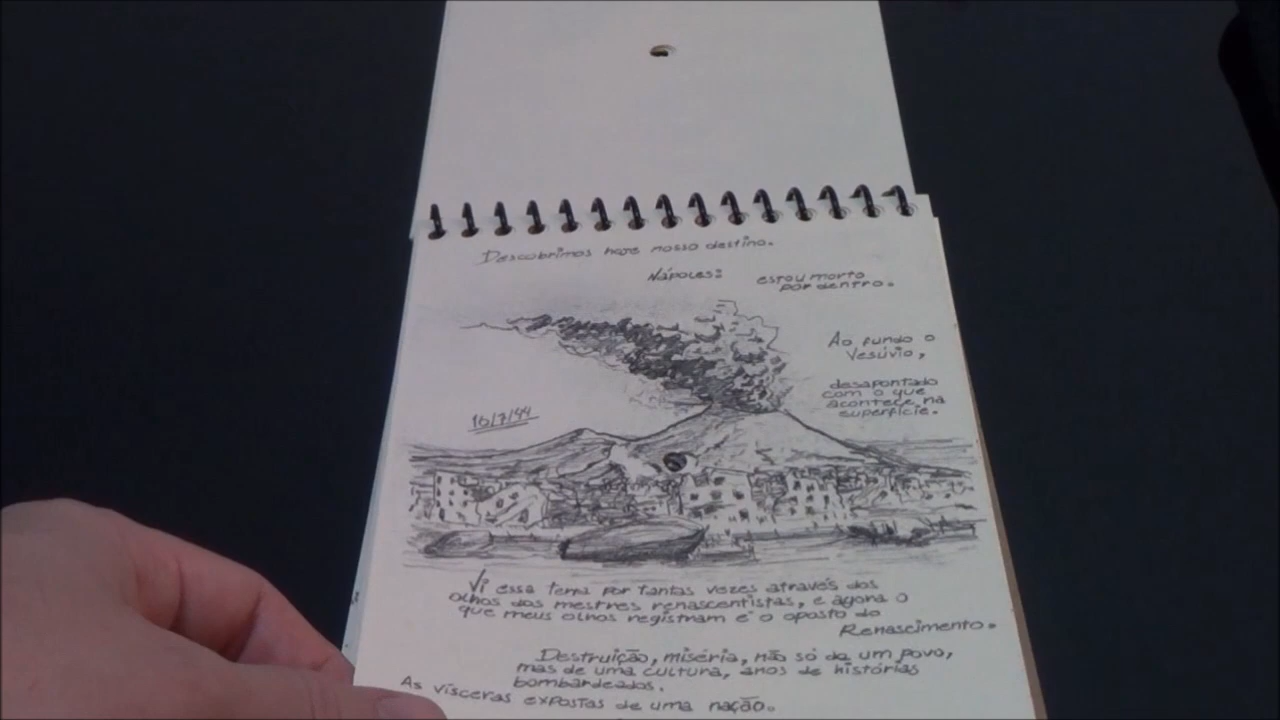 Descobrimos hoje nosso destino.
Nápoles: estou morto
por dentro.
Ao fundo o
Vesúvio,
desapontado
com o que
acontece na
superfície.
16/7/44
Vi essa terra por tantas vezes através dos
olhos dos mestres renascentistas, e agora o
que meus olhos registram é o oposto do
Renascimento.
Destruição, miséria, não só de um povo,
mas de uma cultura, anos de histórias
bombardeados.
As vísceras expostas de uma nação.